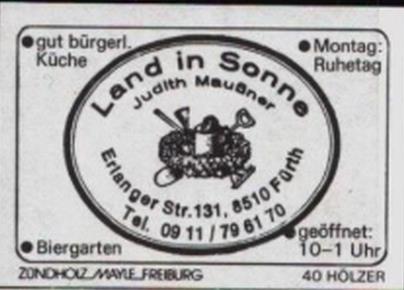 ● gut bürgerl.
Küche
● Montag:
Ruhetag
Land in Sonne
Judith Maußner
Erlanger Str. 131, 8510 Fürth
Tel. 09 11 / 79 61 70
● Biergarten
● geöffnet:
10–1 Uhr
ZÜNDHOLZ MAYLE FREIBURG
40 HÖLZER